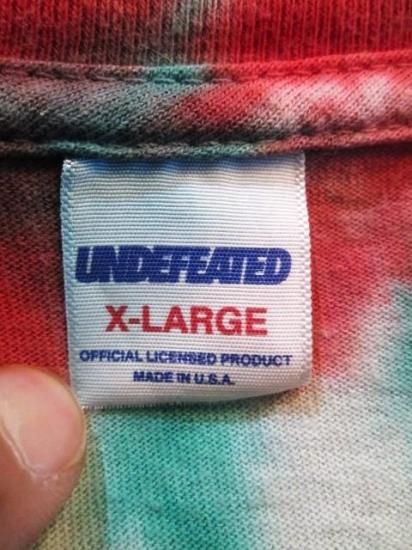 UNDEFEATED
X-LARGE
OFFICIAL LICENSED PRODUCT
MADE IN U.S.A.